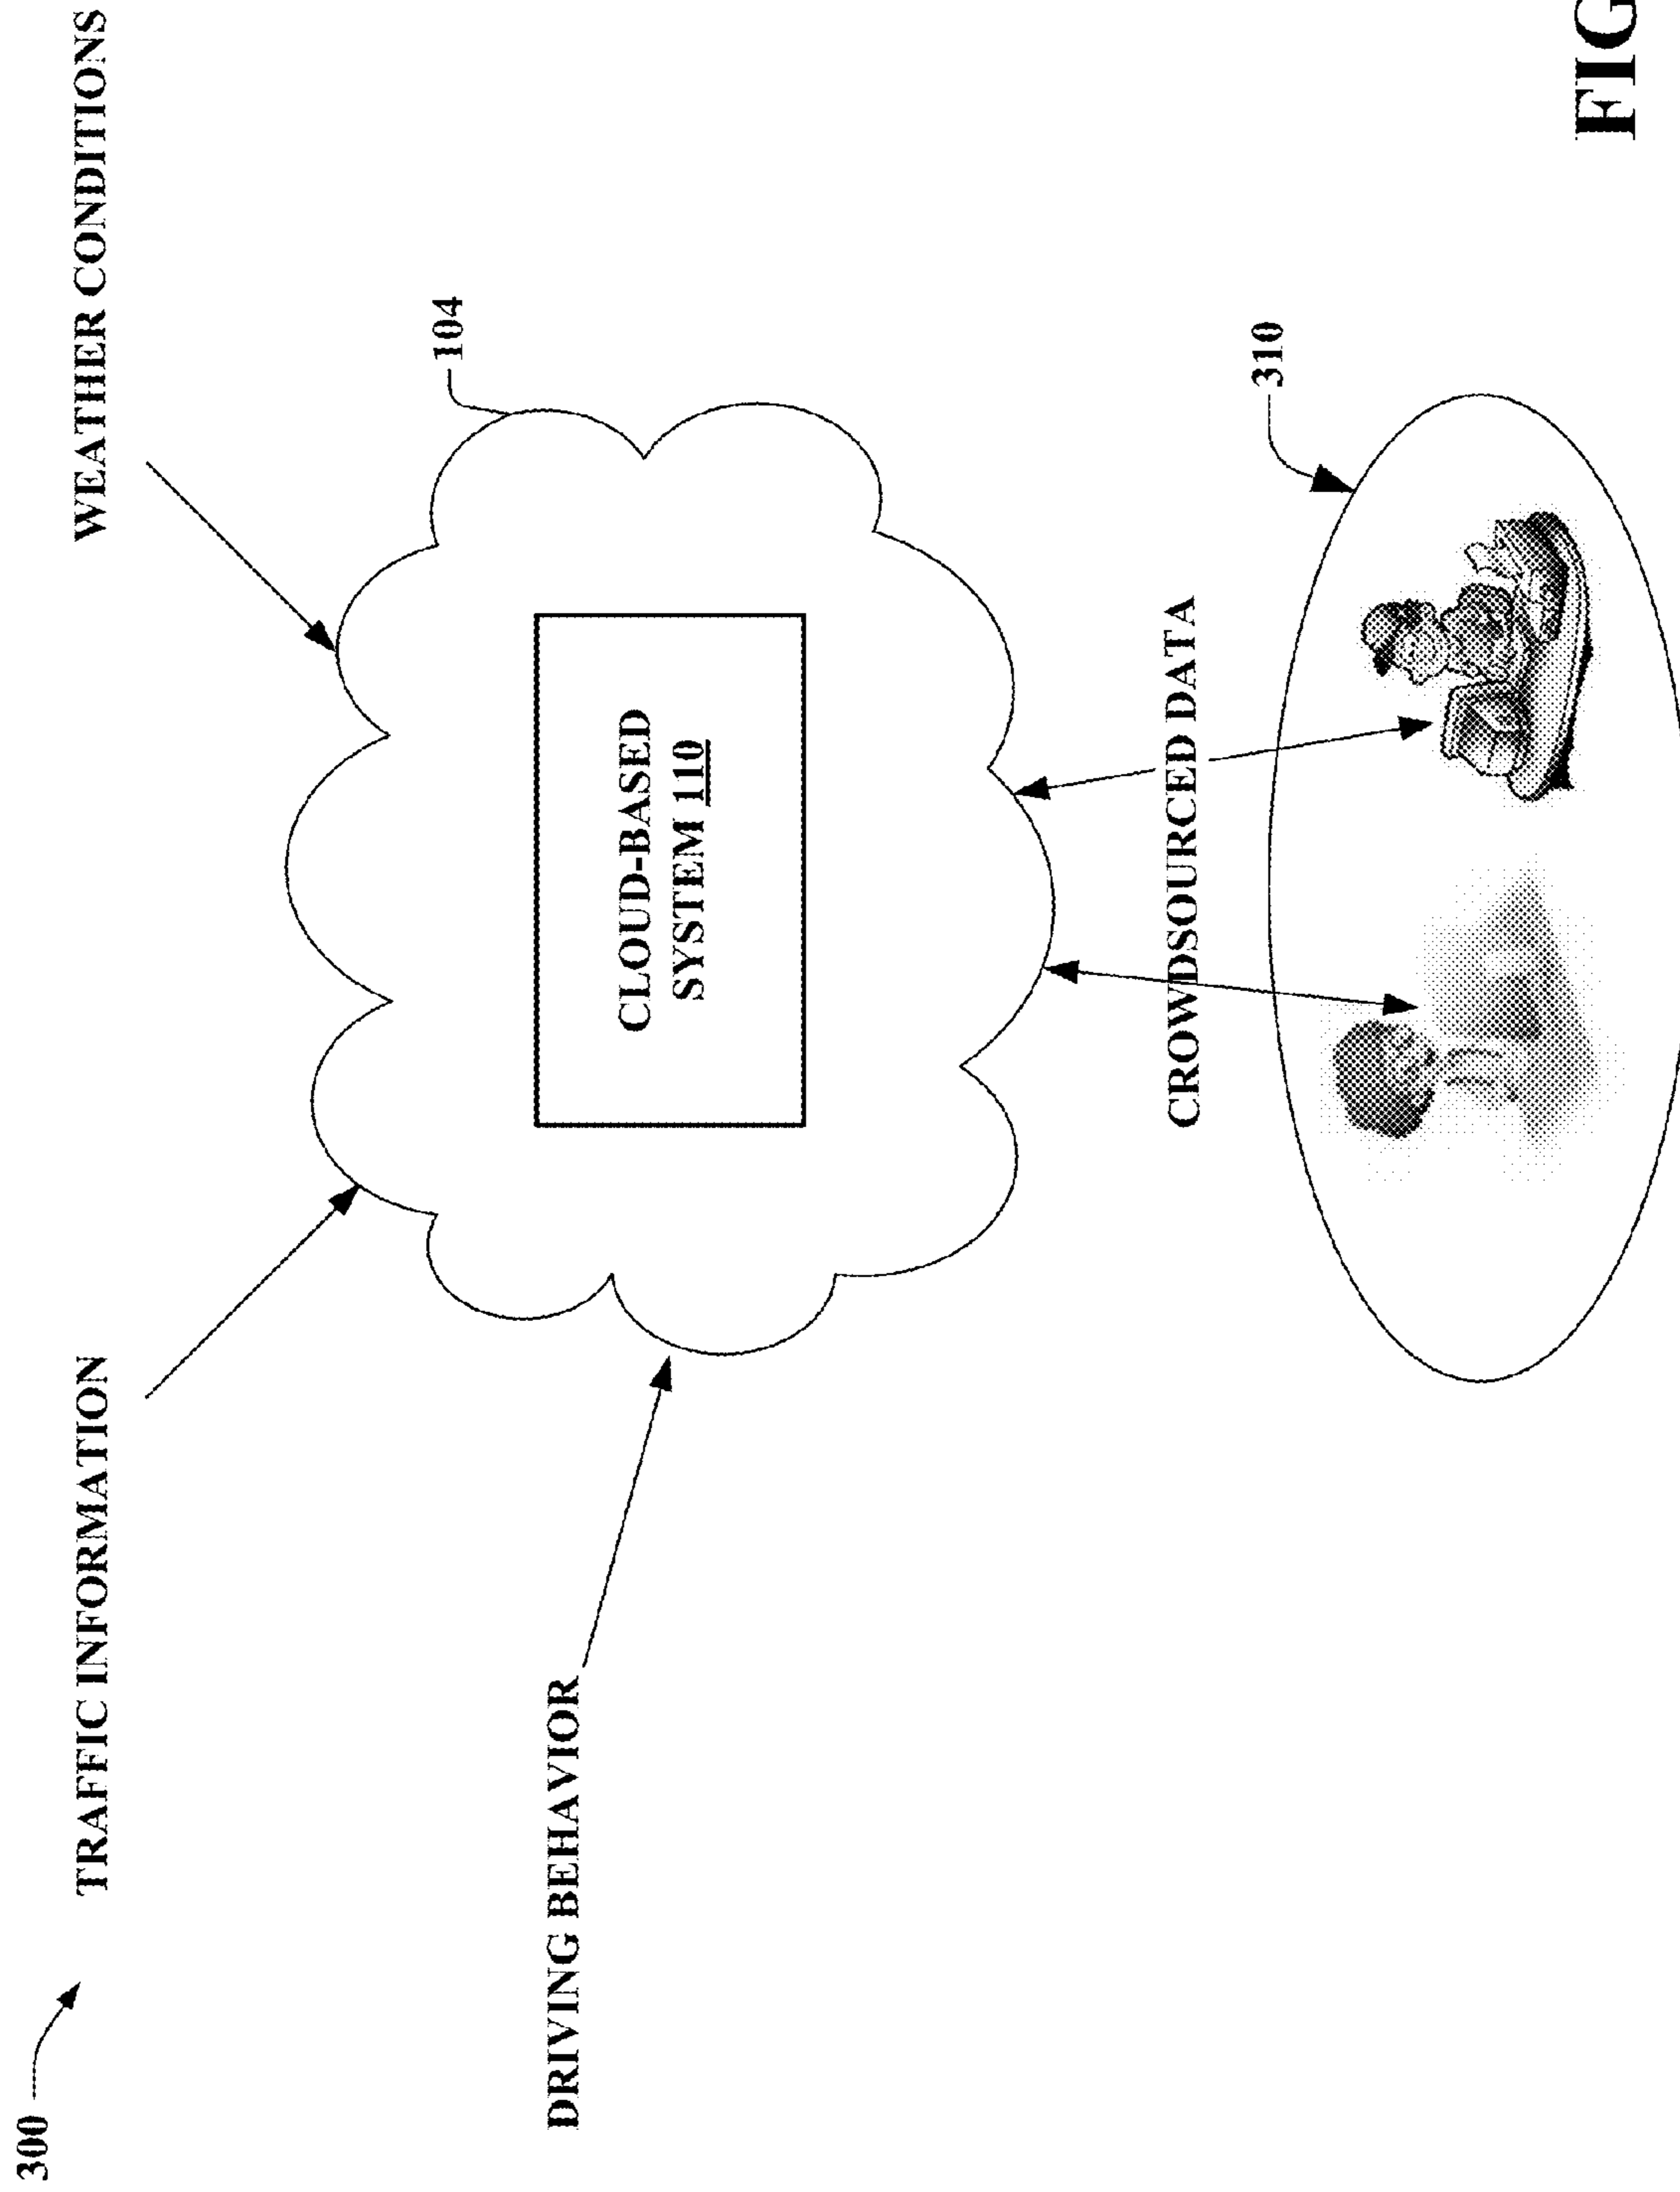 300
TRAFFIC INFORMATION
WEATHER CONDITIONS
104
DRIVING BEHAVIOR
CLOUD-BASED
SYSTEM 110
CROWDSOURCED DATA
310
FIG